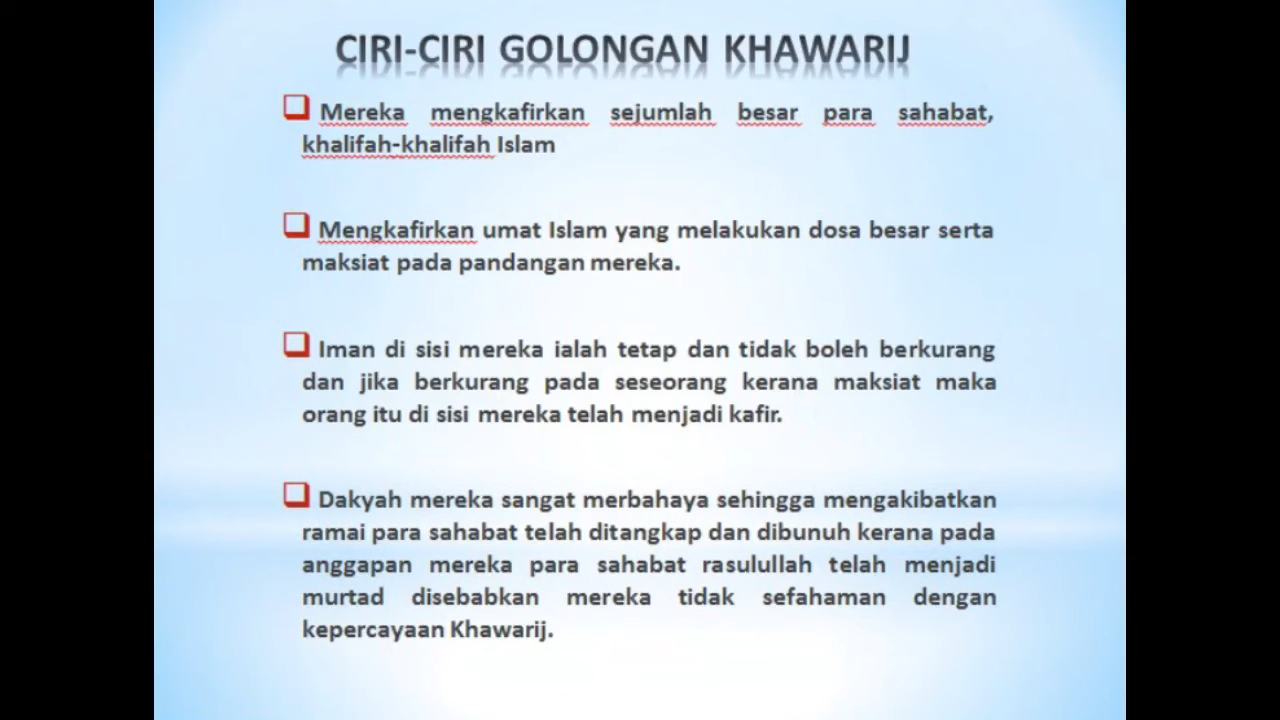 CIRI-CIRI GOLONGAN KHAWARIJ
Mereka mengkafirkan sejumlah besar para sahabat,
khalifah-khalifah Islam
Mengkafirkan umat Islam yang melakukan dosa besar serta
maksiat pada pandangan mereka.
Iman di sisi mereka ialah tetap dan tidak boleh berkurang
dan jika berkurang pada seseorang kerana maksiat maka
orang itu di sisi mereka telah menjadi kafir.
Dakyah mereka sangat merbahaya sehingga mengakibatkan
ramai para sahabat telah ditangkap dan dibunuh kerana pada
anggapan mereka para sahabat rasulullah telah menjadi
murtad disebabkan mereka tidak sefahaman dengan
kepercayaan Khawarij.